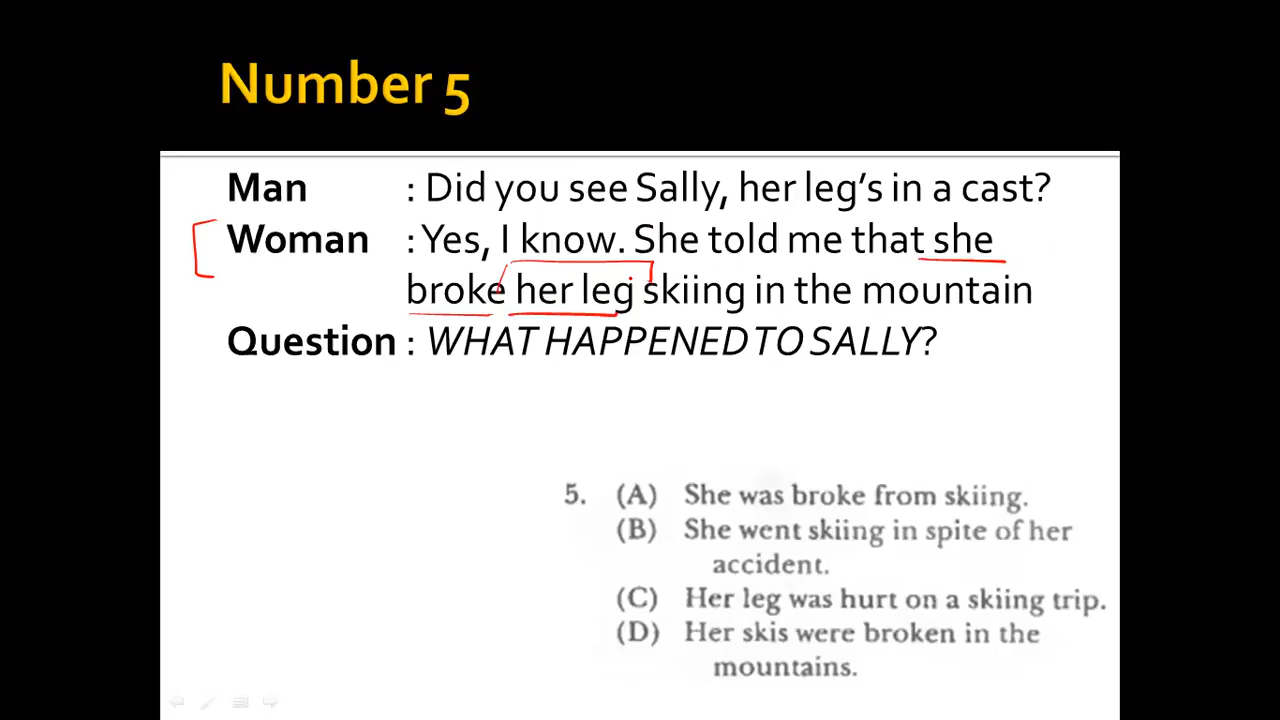 Number 5
Man : Did you see Sally, her leg's in a cast?
Woman : Yes, I know. She told me that she
broke her leg skiing in the mountain
Question : WHAT HAPPENED TO SALLY?
5. (A) She was broke from skiing.
(B) She went skiing in spite of her
accident.
(C) Her leg was hurt on a skiing trip.
(D) Her skis were broken in the
mountains.